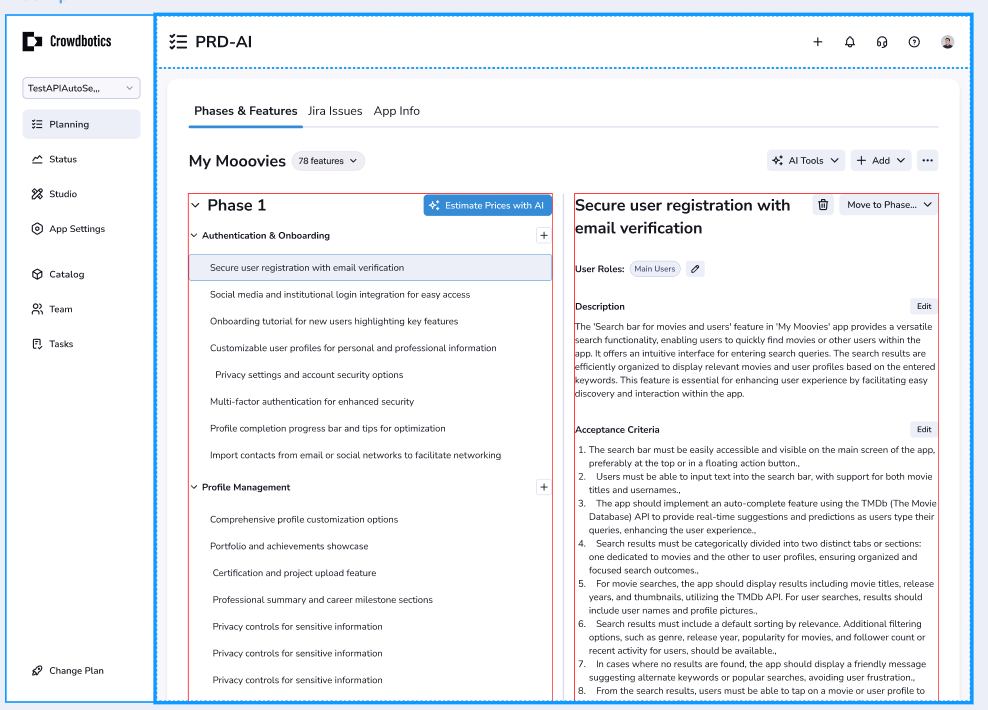 Crowdbotics
TestAPIAutoSe,,,
Planning
Status
Studio
App Settings
Catalog
Team
Tasks
Change Plan
PRD-AI
Phases & Features
Jira Issues
App Info
My Mooovies
78 features
AI Tools
Add
Phase 1
Estimate Prices with AI
Authentication & Onboarding
Secure user registration with email verification
Social media and institutional login integration for easy access
Onboarding tutorial for new users highlighting key features
Customizable user profiles for personal and professional information
Privacy settings and account security options
Multi-factor authentication for enhanced security
Profile completion progress bar and tips for optimization
Import contacts from email or social networks to facilitate networking
Profile Management
Comprehensive profile customization options
Portfolio and achievements showcase
Certification and project upload feature
Professional summary and career milestone sections
Privacy controls for sensitive information
Privacy controls for sensitive information
Privacy controls for sensitive information
Secure user registration with
email verification
Move to Phase...
User Roles:
Main Users
Description
Edit
The 'Search bar for movies and users' feature in 'My Moovies' app provides a versatile
search functionality, enabling users to quickly find movies or other users within the
app. It offers an intuitive interface for entering search queries. The search results are
efficiently organized to display relevant movies and user profiles based on the entered
keywords. This feature is essential for enhancing user experience by facilitating easy
discovery and interaction within the app.
Acceptance Criteria
Edit
1. The search bar must be easily accessible and visible on the main screen of the app,
preferably at the top or in a floating action button.,
2. Users must be able to input text into the search bar, with support for both movie
titles and usernames.,
3. The app should implement an auto-complete feature using the TMDb (The Movie
Database) API to provide real-time suggestions and predictions as users type their
queries, enhancing the user experience.,
4. Search results must be categorically divided into two distinct tabs or sections:
one dedicated to movies and the other to user profiles, ensuring organized and
focused search outcomes.,
5. For movie searches, the app should display results including movie titles, release
years, and thumbnails, utilizing the TMDb API. For user searches, results should
include user names and profile pictures.,
6. Search results must include a default sorting by relevance. Additional filtering
options, such as genre, release year, popularity for movies, and follower count or
recent activity for users, should be available.,
7. In cases where no results are found, the app should display a friendly message
suggesting alternate keywords or popular searches, avoiding user frustration.,
8. From the search results, users must be able to tap on a movie or user profile to